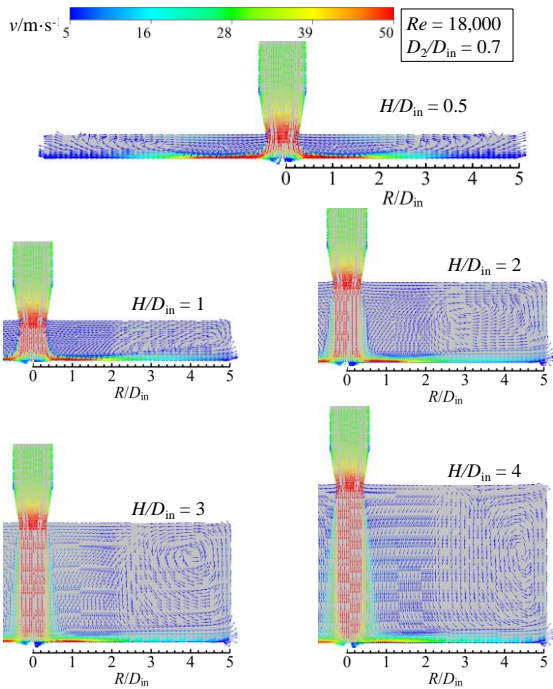 v/m·s⁻¹ 5 16 28 39 50
Re = 18,000
D₂/Dᵢₙ = 0.7
H/Dᵢₙ = 0.5
0 1 2 3 4 5
R/Dᵢₙ
H/Dᵢₙ = 1
0 1 2 3 4 5
R/Dᵢₙ
H/Dᵢₙ = 2
0 1 2 3 4 5
R/Dᵢₙ
H/Dᵢₙ = 3
0 1 2 3 4 5
R/Dᵢₙ
H/Dᵢₙ = 4
0 1 2 3 4 5
R/Dᵢₙ